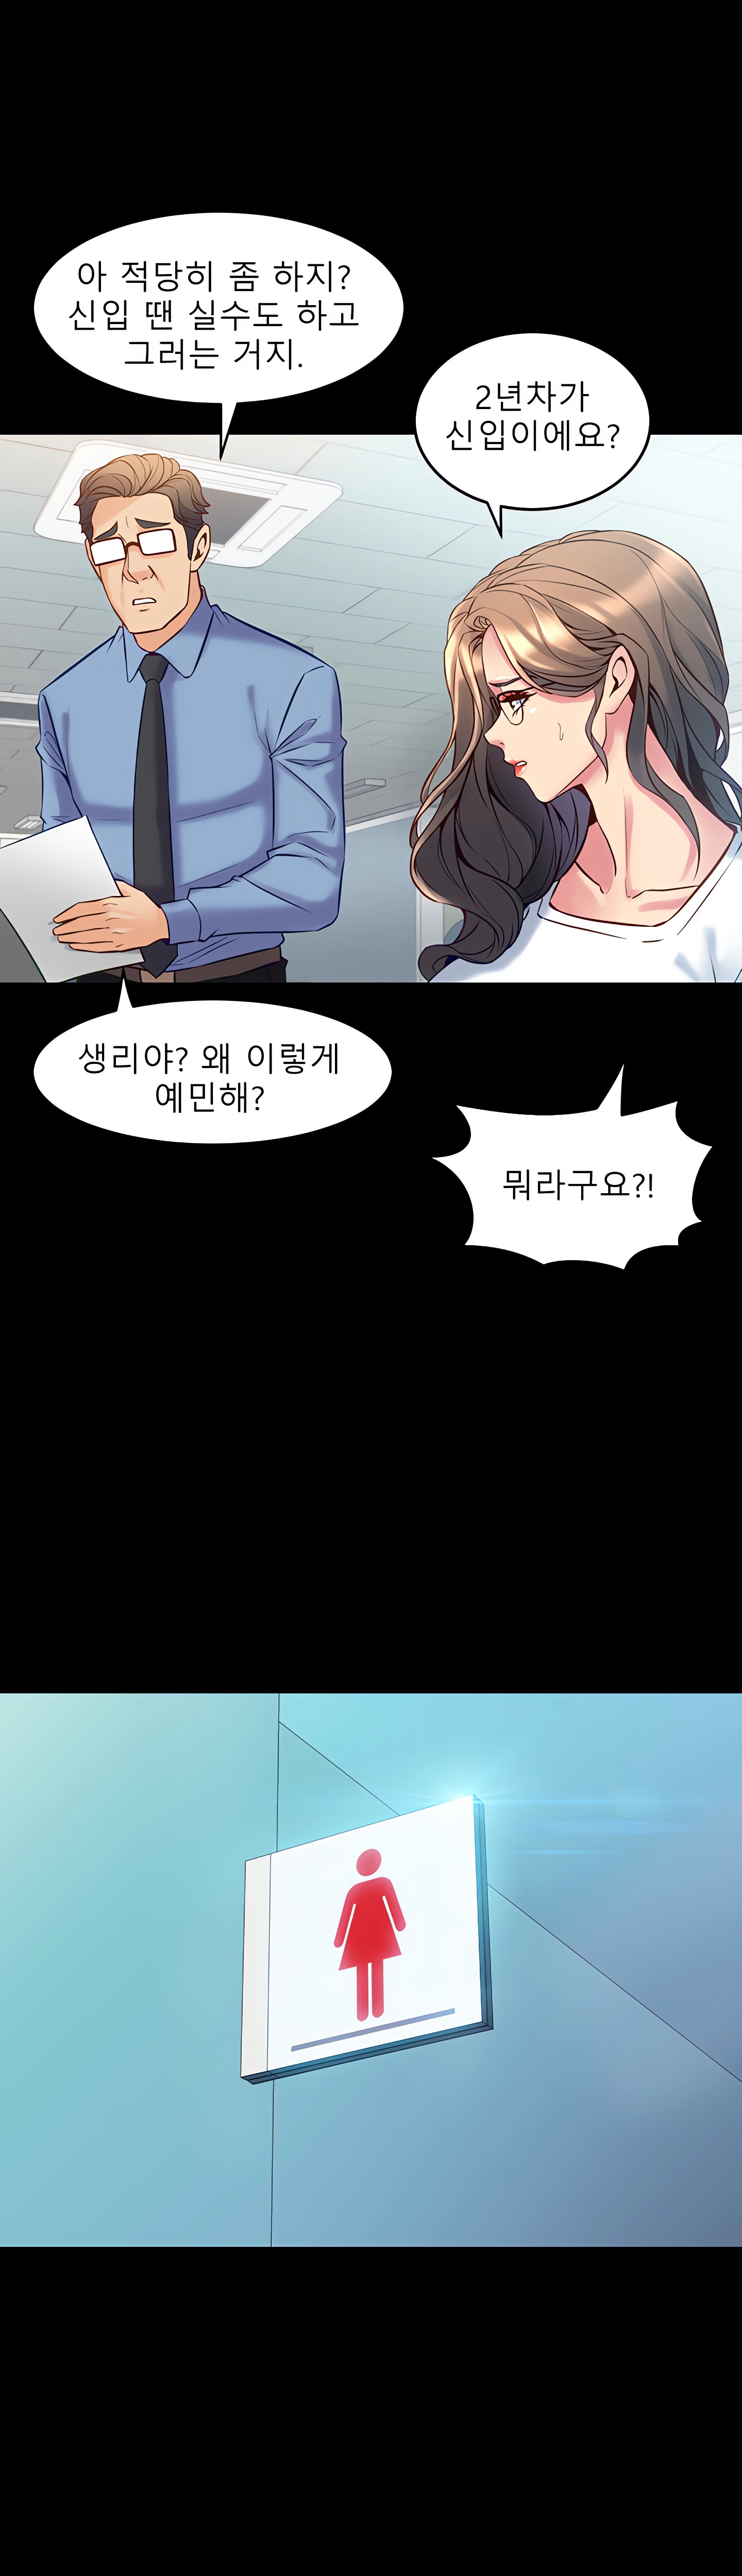 아 적당히 좀 하지?
신입 땐 실수도 하고
그러는 거지.
2년차가
신입이에요?
생리야? 왜 이렇게
예민해?
뭐라구요?!